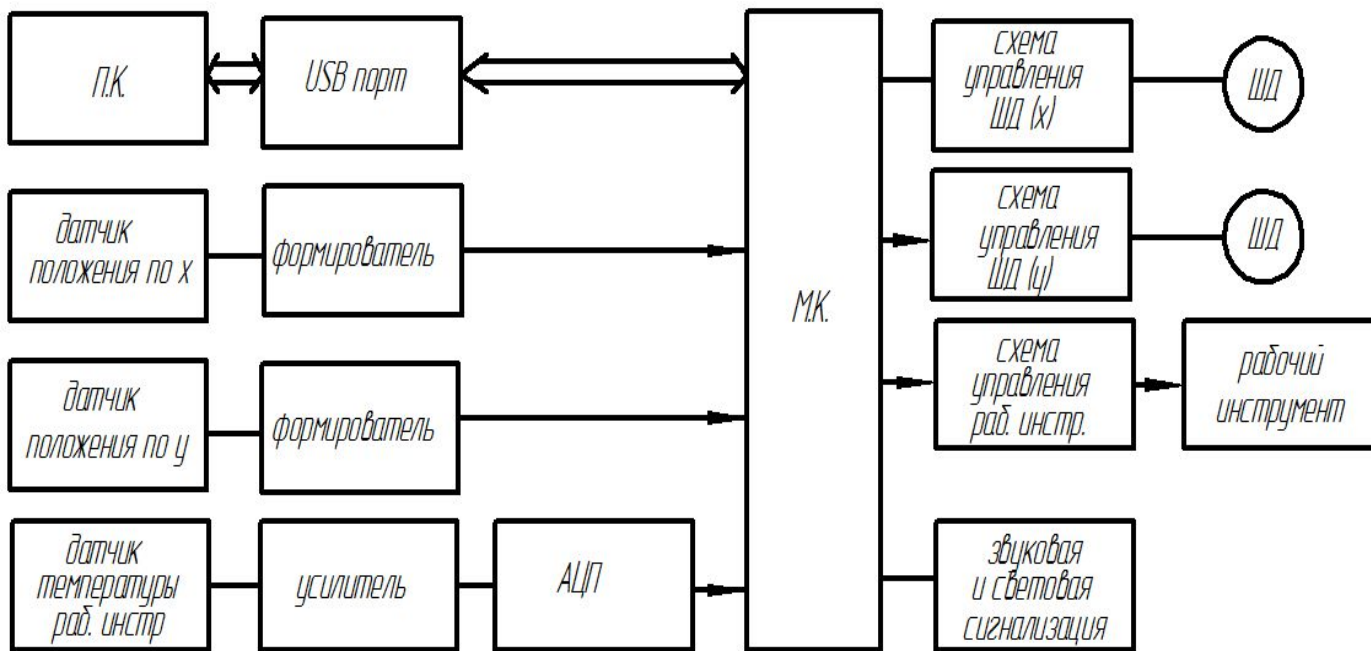 П.К.
USB порт
М.К.
схема
управления
ШД (х)
ШД
датчик
положения по х
формирователь
схема
управления
ШД (у)
ШД
датчик
положения по у
формирователь
схема
управления
раб. инстр.
рабочий
инструмент
датчик
температуры
раб. инстр
усилитель
АЦП
звуковая
и световая
сигнализация